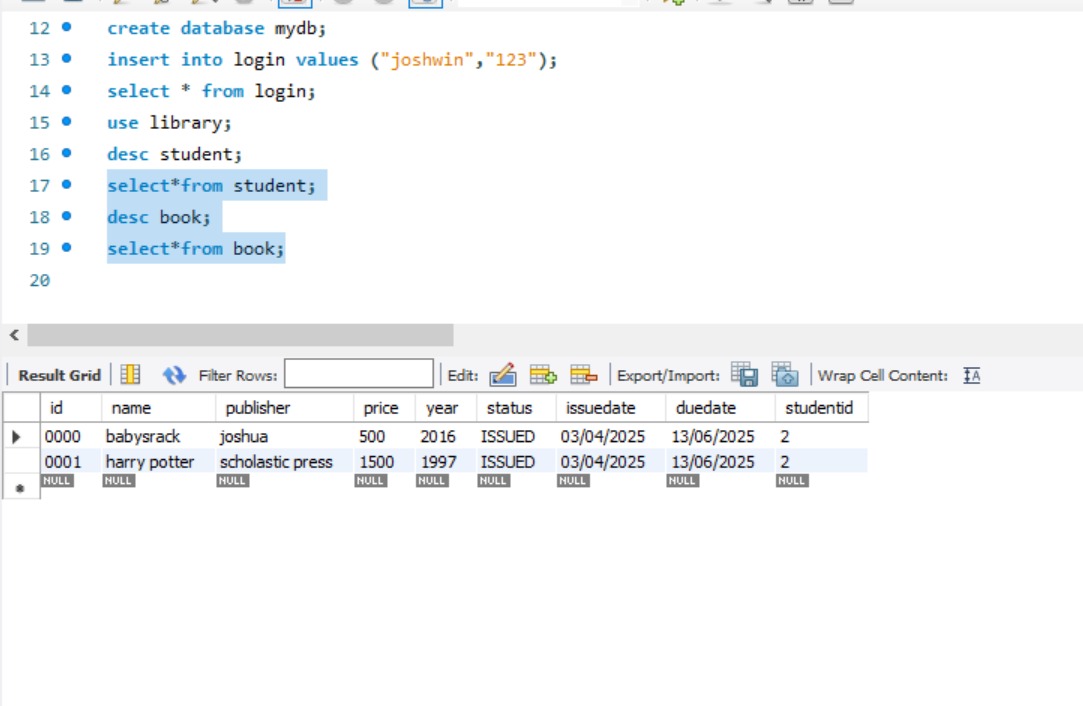 12 create database mydb;
13 insert into login values ("joshwin","123");
14 select * from login;
15 use library;
16 desc student;
17 select*from student;
18 desc book;
19 select*from book;
20
Result Grid Filter Rows: Edit: Export/Import: Wrap Cell Content: IA
id name publisher price year status issuedate duedate studentid
0000 babysrack joshua 500 2016 ISSUED 03/04/2025 13/06/2025 2
0001 harry potter scholastic press 1500 1997 ISSUED 03/04/2025 13/06/2025 2
NULL NULL NULL NULL NULL NULL NULL NULL NULL